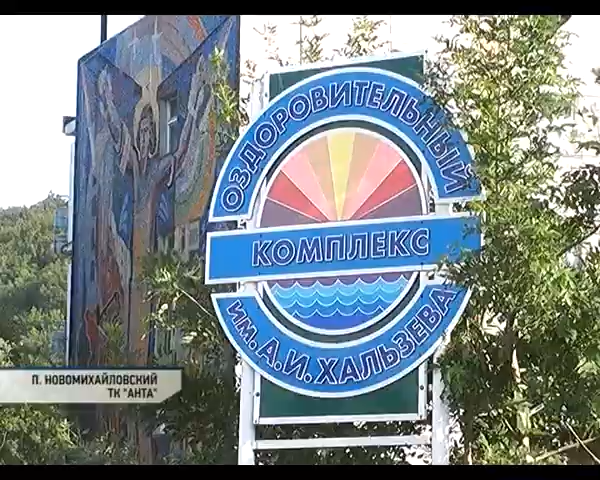 ОЗДОРОВИТЕЛЬНЫЙ
КОМПЛЕКС
ИМ. А.И. ХАЛЬЗЕВА
П. НОВОМИХАЙЛОВСКИЙ
ТК "АНТА"